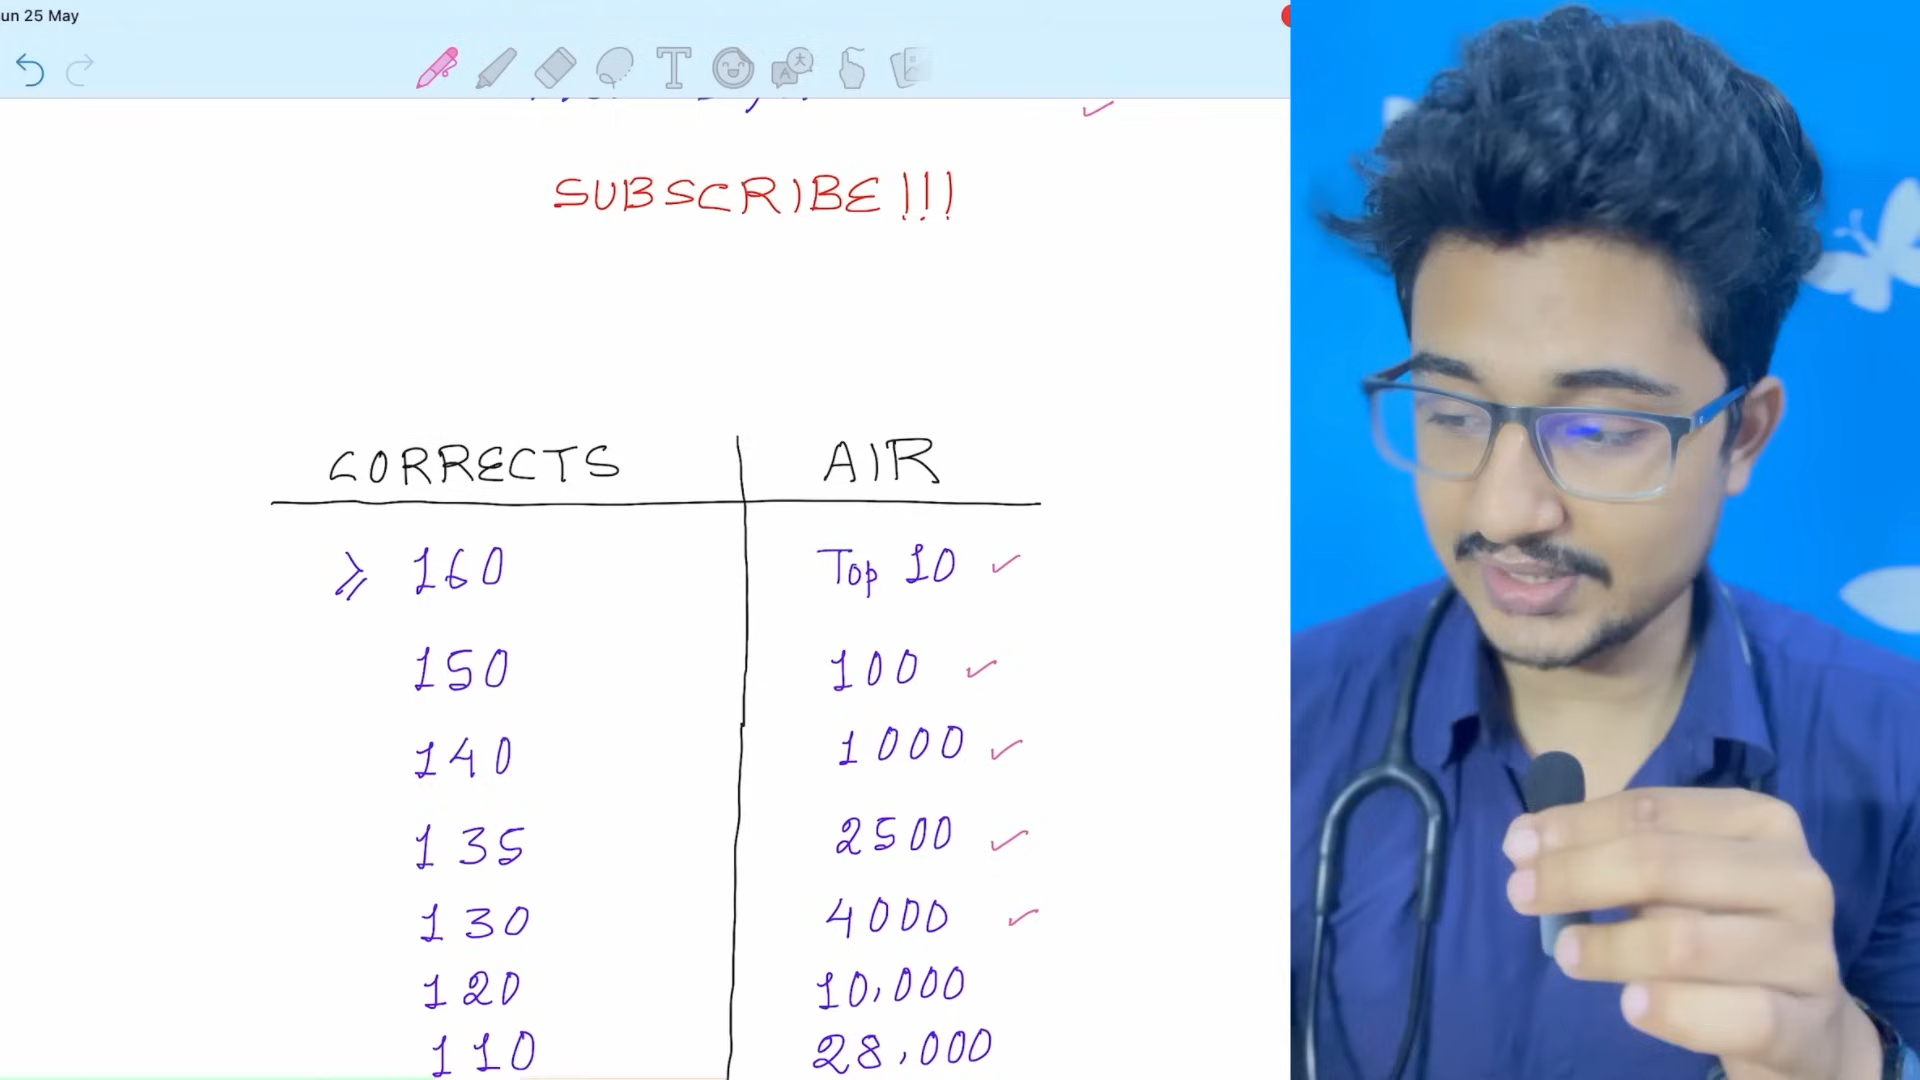 un 25 May
SUBSCRIBE!!!
CORRECTS AIR
⩾ 160 Top 10 ✓
150 100 ✓
140 1000 ✓
135 2500 ✓
130 4000 ✓
120 10,000
110 28,000